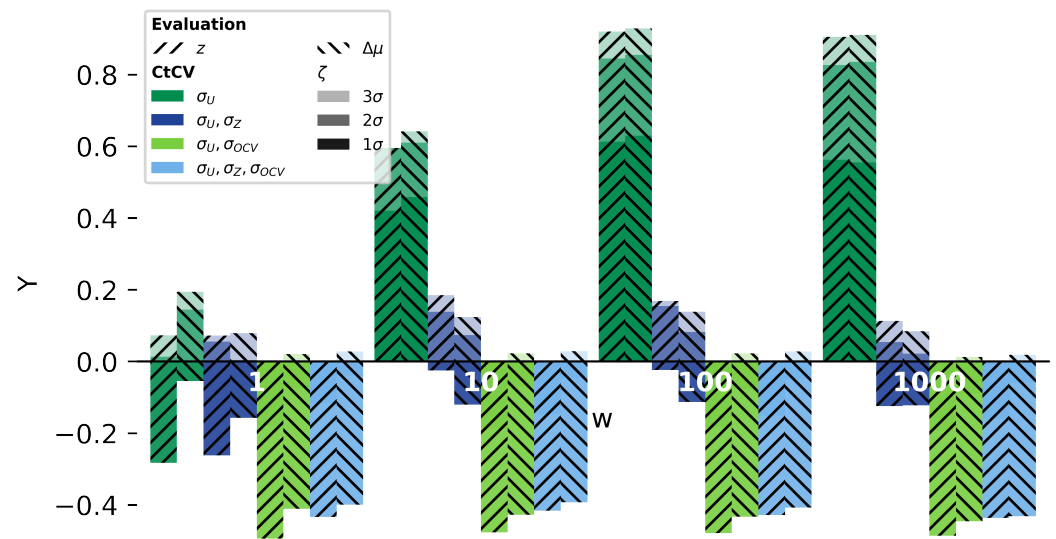 Evaluation
z Δμ
CtCV ζ
σ_U 3σ
σ_U, σ_Z 2σ
σ_U, σ_OCV 1σ
σ_U, σ_Z, σ_OCV
0.8
0.6
0.4
0.2
0.0
−0.2
−0.4
Y
1 10 100 1000
w